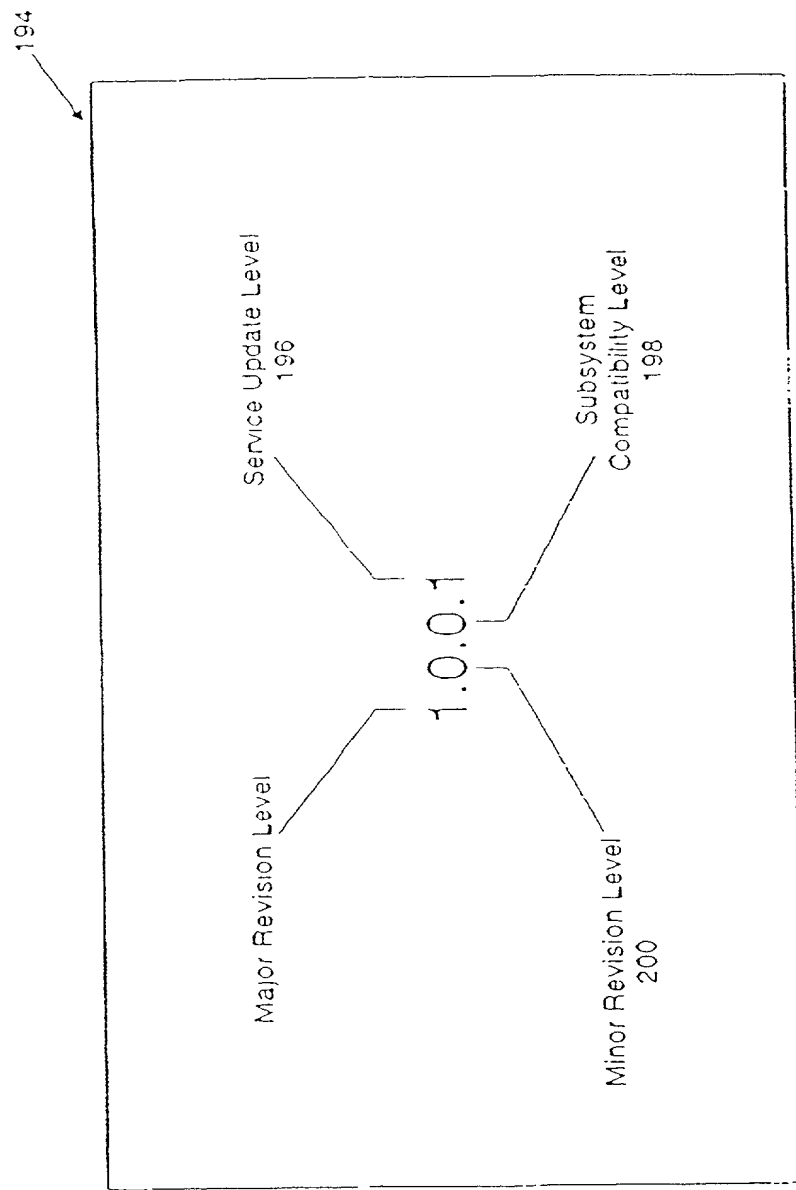 194
Major Revision Level
Service Update Level
196
1.0.0.1
Minor Revision Level
200
Subsystem
Compatibility Level
198